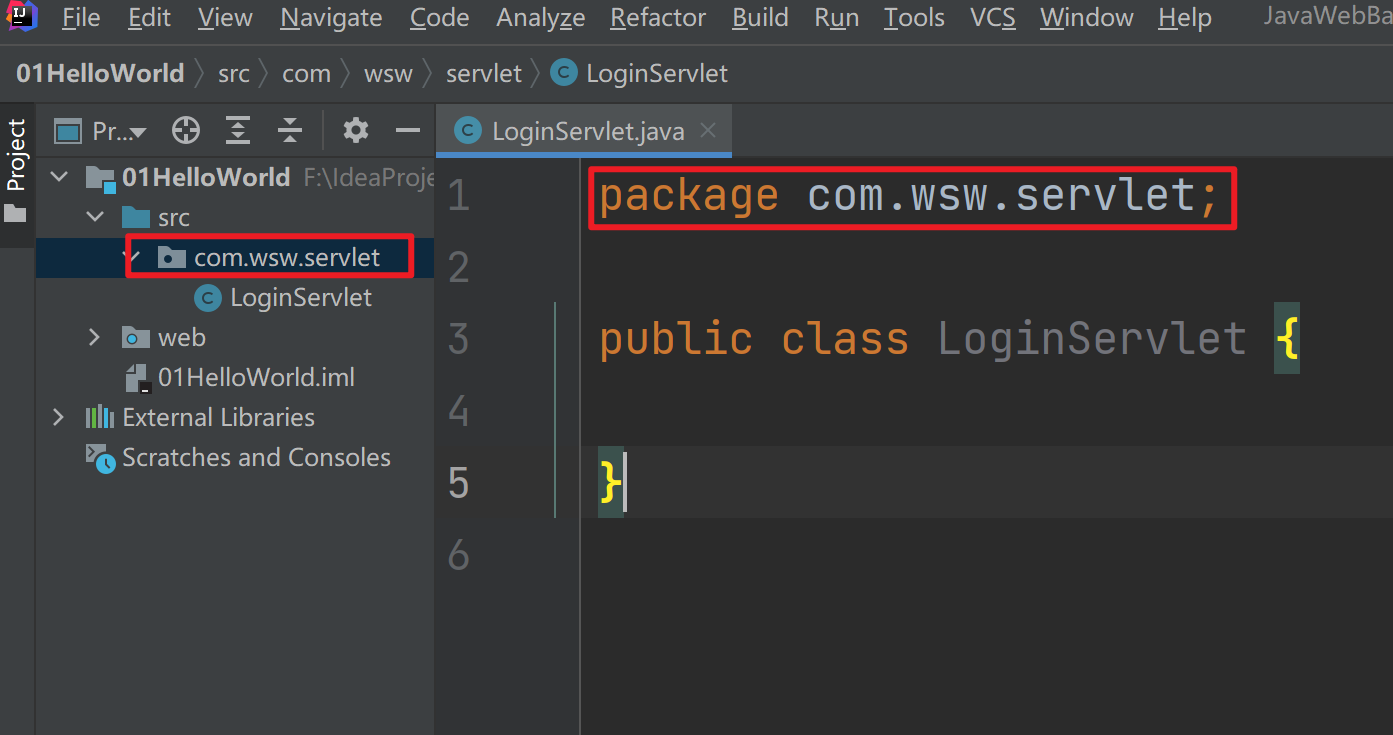 File Edit View Navigate Code Analyze Refactor Build Run Tools VCS Window Help JavaWebBa
01HelloWorld src com wsw servlet C LoginServlet
Project
Pr...
C LoginServlet.java
01HelloWorld F:\IdeaProje
src
com.wsw.servlet
C LoginServlet
web
01HelloWorld.iml
External Libraries
Scratches and Consoles
1 package com.wsw.servlet;
2
3 public class LoginServlet {
4
5 }
6